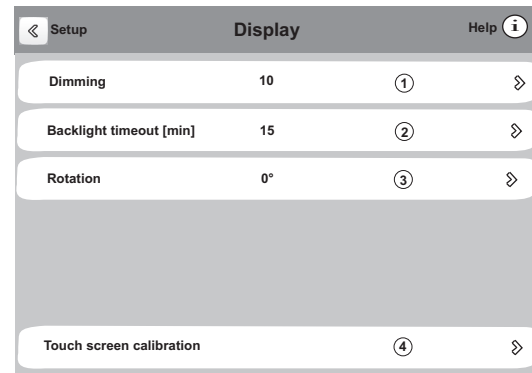 Setup Display Help i
Dimming 10 1
Backlight timeout [min] 15 2
Rotation 0° 3
Touch screen calibration 4